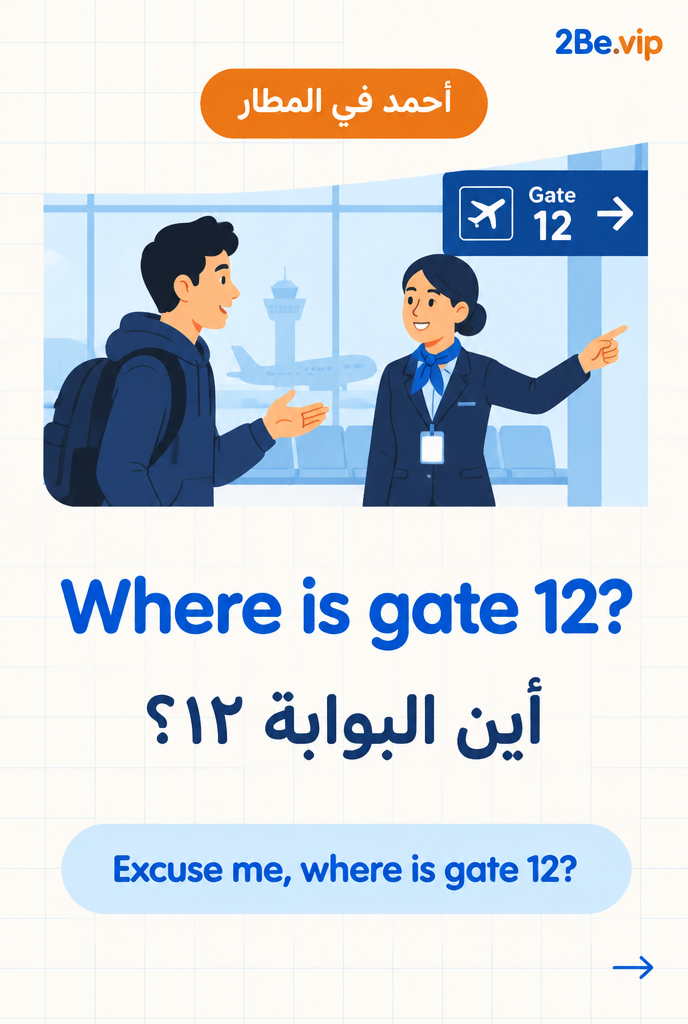 2Be.vip
أحمد في المطار
Gate
12
Where is gate 12?
أين البوابة ١٢؟
Excuse me, where is gate 12?